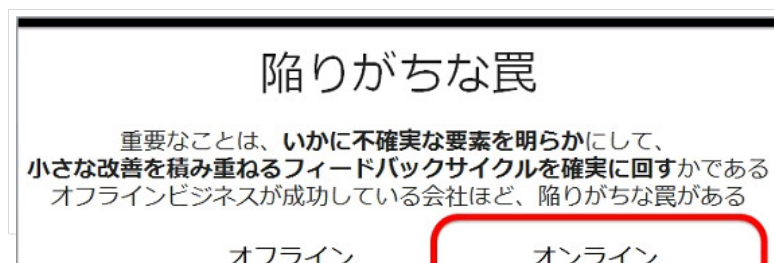 陥りがちな罠
重要なことは、いかに不確実な要素を明らかにして、
小さな改善を積み重ねるフィードバックサイクルを確実に回すかである
オフラインビジネスが成功している会社ほど、陥りがちな罠がある
オフライン オンライン